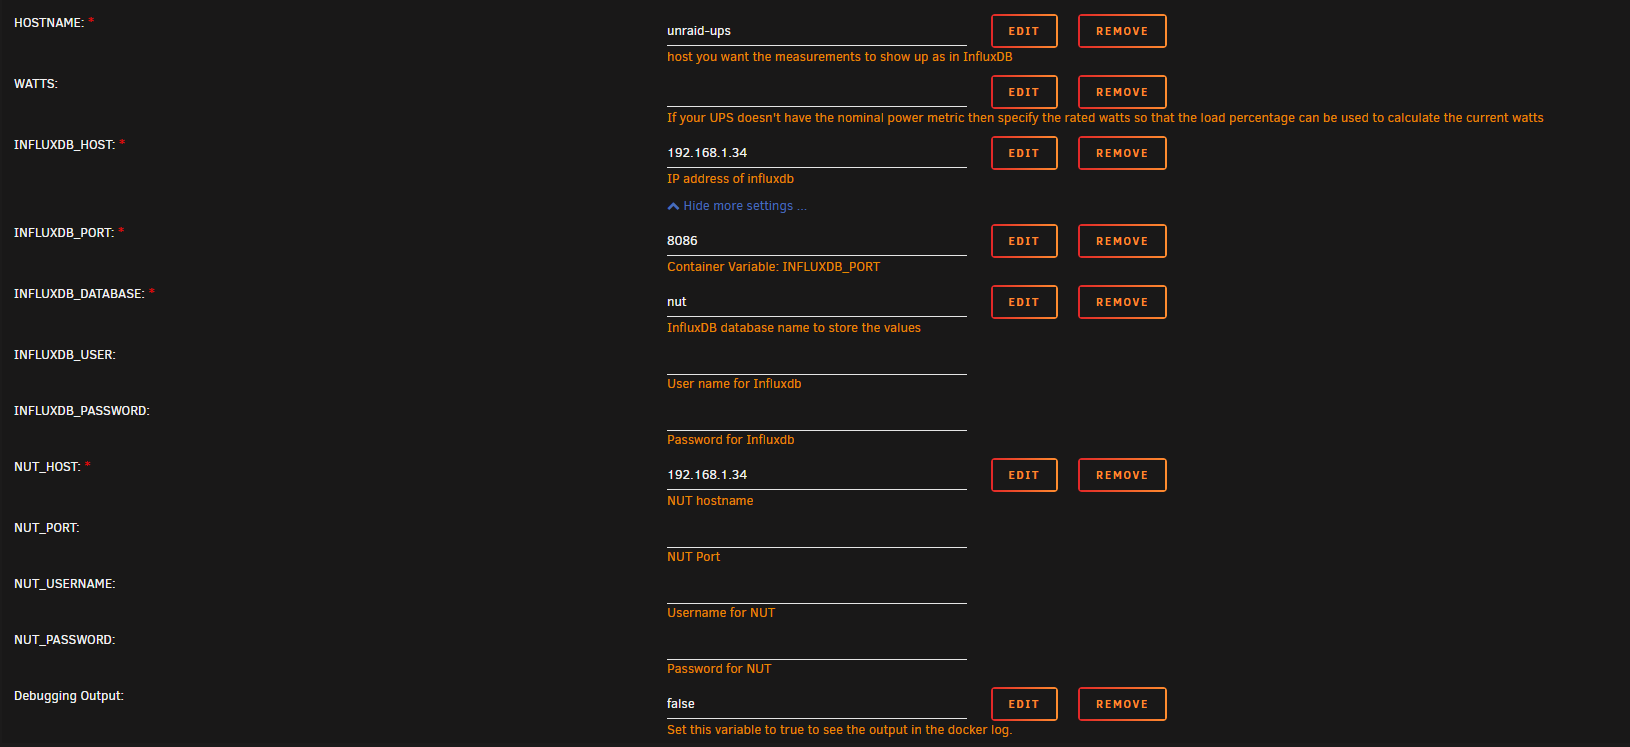 HOSTNAME: *
unraid-ups
EDIT
REMOVE
host you want the measurements to show up as in InfluxDB
WATTS:
EDIT
REMOVE
If your UPS doesn't have the nominal power metric then specify the rated watts so that the load percentage can be used to calculate the current watts
INFLUXDB_HOST: *
192.168.1.34
EDIT
REMOVE
IP address of influxdb
Hide more settings ...
INFLUXDB_PORT: *
8086
EDIT
REMOVE
Container Variable: INFLUXDB_PORT
INFLUXDB_DATABASE: *
nut
EDIT
REMOVE
InfluxDB database name to store the values
INFLUXDB_USER:
User name for Influxdb
INFLUXDB_PASSWORD:
Password for Influxdb
NUT_HOST: *
192.168.1.34
EDIT
REMOVE
NUT hostname
NUT_PORT:
NUT Port
NUT_USERNAME:
Username for NUT
NUT_PASSWORD:
Password for NUT
Debugging Output:
false
EDIT
REMOVE
Set this variable to true to see the output in the docker log.